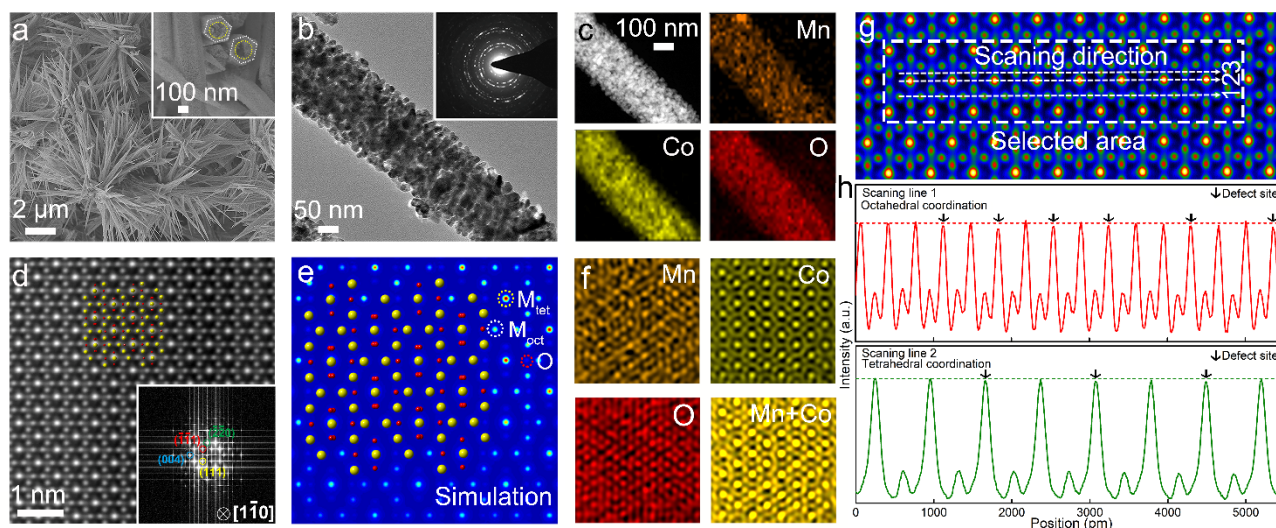 a
100 nm
2 µm
b
50 nm
c
100 nm
Mn
Co
O
d
1 nm
(004)
[11̅0]
e
M_tet
M_oct
O
Simulation
f
Mn
Co
O
Mn+Co
g
Scaning direction
1 2 3
Selected area
h
Scaning line 1
Octahedral coordination
↓Defect site
Scaning line 2
Tetrahedral coordination
↓Defect site
Intensity (a.u.)
0 1000 2000 3000 4000 5000
Position (pm)